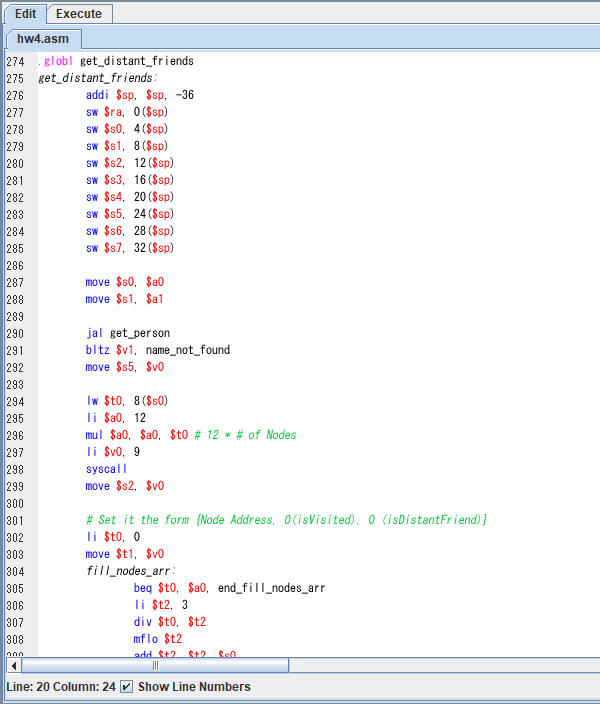 Edit Execute
hw4.asm
274 .globl get_distant_friends
275 get_distant_friends:
276 addi $sp, $sp, -36
277 sw $ra, 0($sp)
278 sw $s0, 4($sp)
279 sw $s1, 8($sp)
280 sw $s2, 12($sp)
281 sw $s3, 16($sp)
282 sw $s4, 20($sp)
283 sw $s5, 24($sp)
284 sw $s6, 28($sp)
285 sw $s7, 32($sp)
286
287 move $s0, $a0
288 move $s1, $a1
289
290 jal get_person
291 bltz $v1, name_not_found
292 move $s5, $v0
293
294 lw $t0, 8($s0)
295 li $a0, 12
296 mul $a0, $a0, $t0 # 12 * # of Nodes
297 li $v0, 9
298 syscall
299 move $s2, $v0
300
301 # Set it the form [Node Address, 0(isVisited), 0 (isDistantFriend)]
302 li $t0, 0
303 move $t1, $v0
304 fill_nodes_arr:
305 beq $t0, $a0, end_fill_nodes_arr
306 li $t2, 3
307 div $t0, $t2
308 mflo $t2
add $t2, $t2, $s0
Line: 20 Column: 24 Show Line Numbers